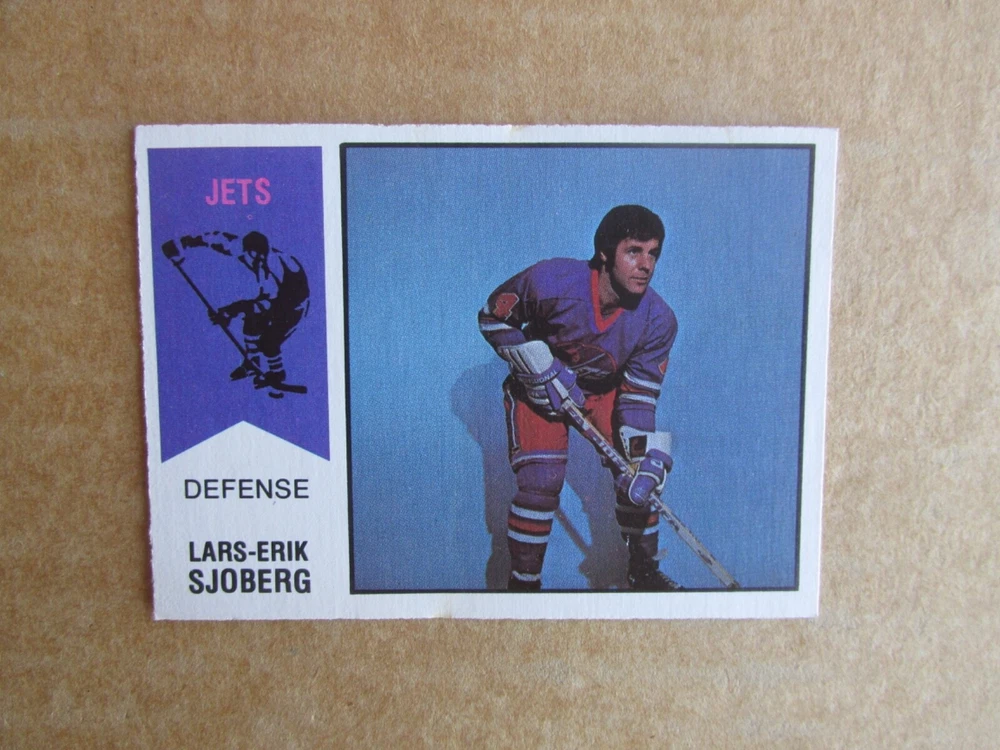 JETS
DEFENSE
LARS-ERIK
SJOBERG